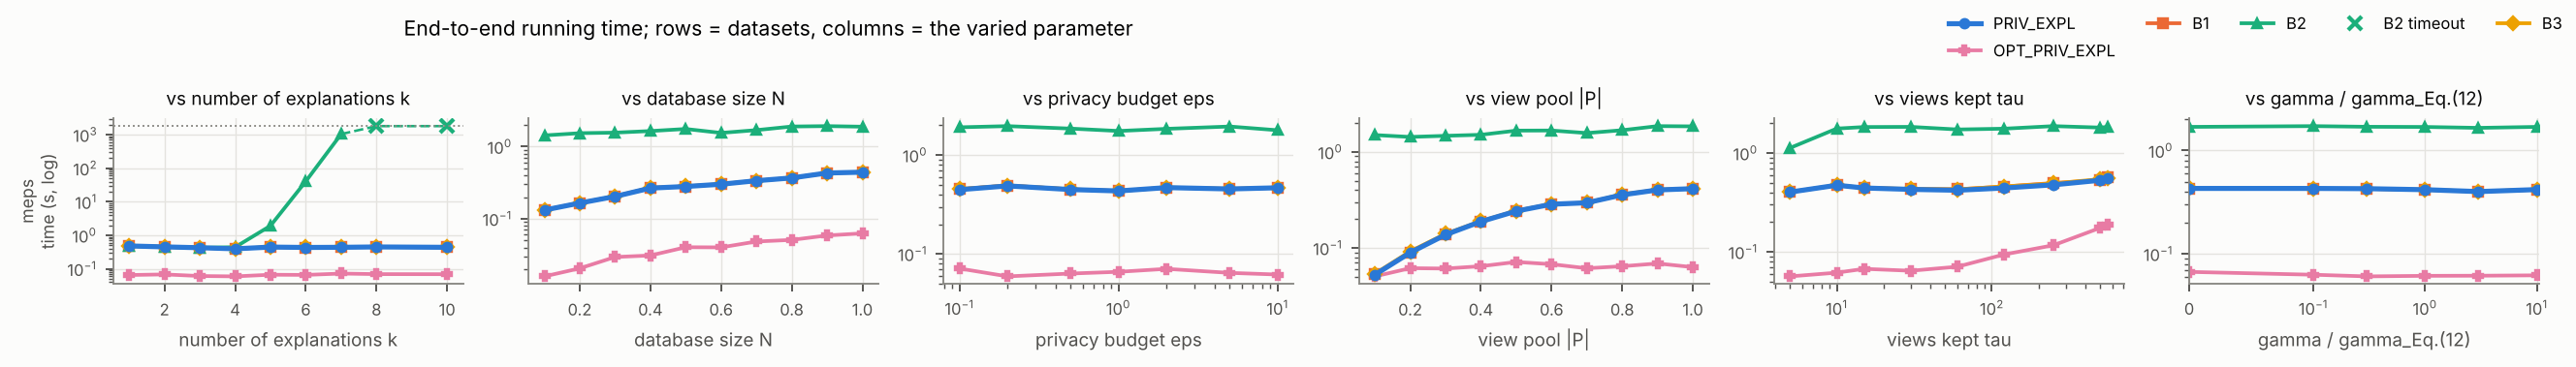 End-to-end running time; rows = datasets, columns = the varied parameter
PRIV_EXPL B1 B2 B2 timeout B3
OPT_PRIV_EXPL
vs number of explanations k
meps
time (s, log)
10³
10²
10¹
10⁰
10⁻¹
2 4 6 8 10
number of explanations k
vs database size N
10⁰
10⁻¹
0.2 0.4 0.6 0.8 1.0
database size N
vs privacy budget eps
10⁰
10⁻¹
10⁻¹ 10⁰ 10¹
privacy budget eps
vs view pool |P|
10⁰
10⁻¹
0.2 0.4 0.6 0.8 1.0
view pool |P|
vs views kept tau
10⁰
10⁻¹
10¹ 10²
views kept tau
vs gamma / gamma_Eq.(12)
10⁰
10⁻¹
0 10⁻¹ 10⁰ 10¹
gamma / gamma_Eq.(12)